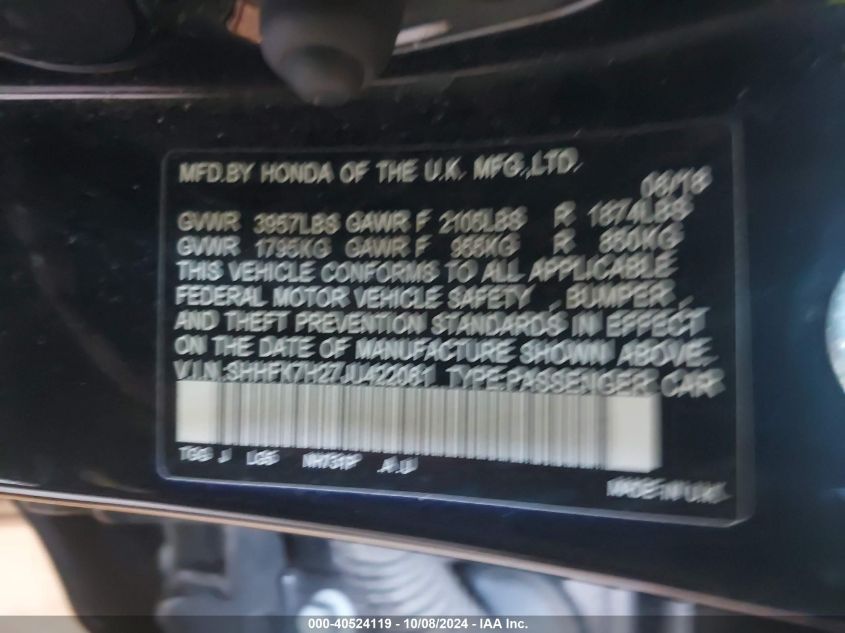 MFD.BY HONDA OF THE U.K. MFG.,LTD.
06/18
GVWR 3957LBS GAWR F 2105LBS R 1874LBS
GVWR 1795KG GAWR F 955KG R 850KG
THIS VEHICLE CONFORMS TO ALL APPLICABLE
FEDERAL MOTOR VEHICLE SAFETY , BUMPER ,
AND THEFT PREVENTION STANDARDS IN EFFECT
ON THE DATE OF MANUFACTURE SHOWN ABOVE.
V.I.N.:SHHFK7H27JU422081 TYPE:PASSENGER CAR
NH731P
MADE IN U.K.
000-40524119 - 10/08/2024 - IAA Inc.